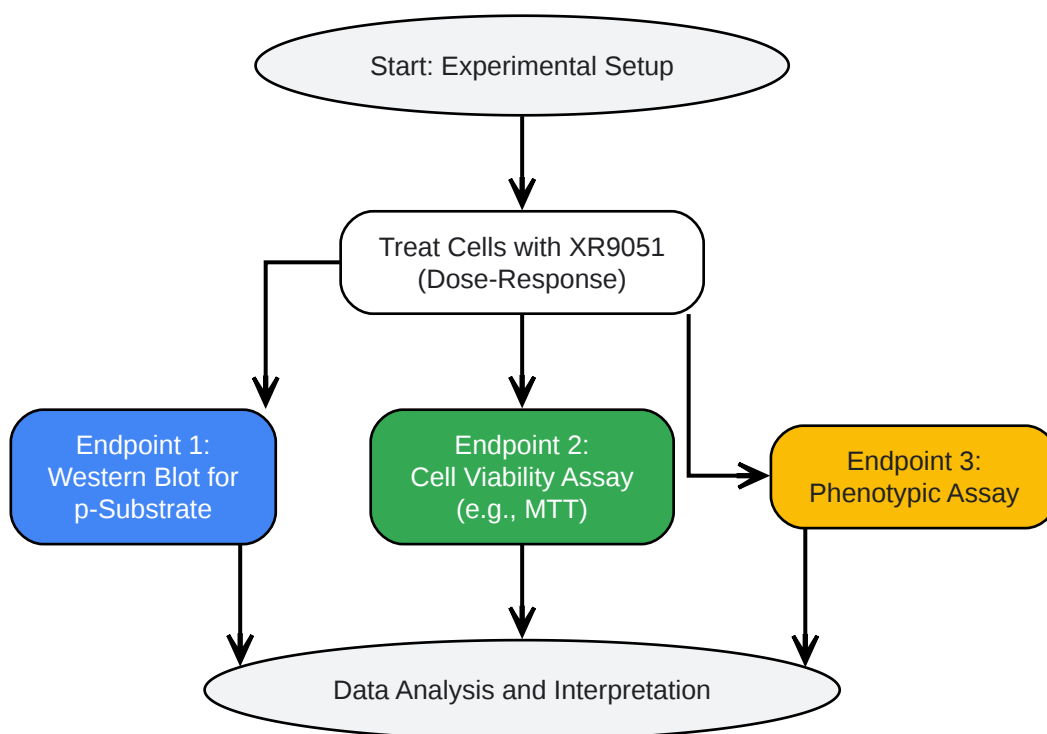 Start: Experimental Setup
Treat Cells with XR9051
(Dose-Response)
Endpoint 1:
Western Blot for
p-Substrate
Endpoint 2:
Cell Viability Assay
(e.g., MTT)
Endpoint 3:
Phenotypic Assay
Data Analysis and Interpretation